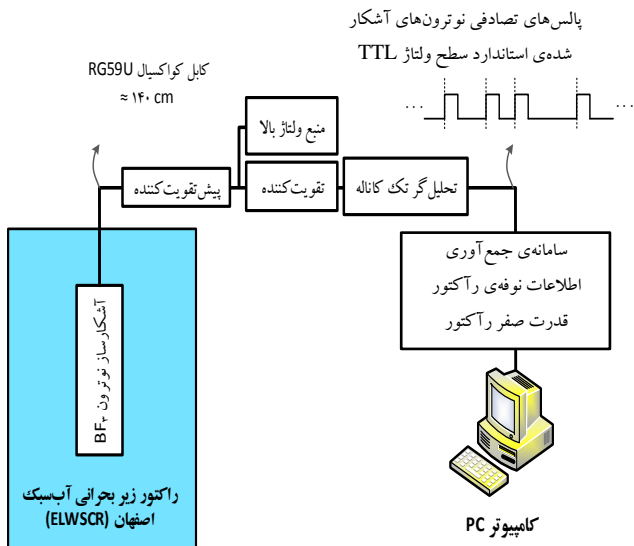 پالس‌های تصادفی نوترون‌های آشکار
شده‌ی استاندارد سطح ولتاژ TTL
... ...
کابل کواکسیال RG59U
≈ ۱۴۰ cm
منبع ولتاژ بالا
پیش‌تقویت‌کننده
تقویت‌کننده
تحلیل‌گر تک کاناله
سامانه‌ی جمع‌آوری
اطلاعات نوفه‌ی رآکتور
قدرت صفر رآکتور
آشکارساز نوترون BF۳
راکتور زیر بحرانی آب‌سبک
اصفهان (ELWSCR)
کامپیوتر PC